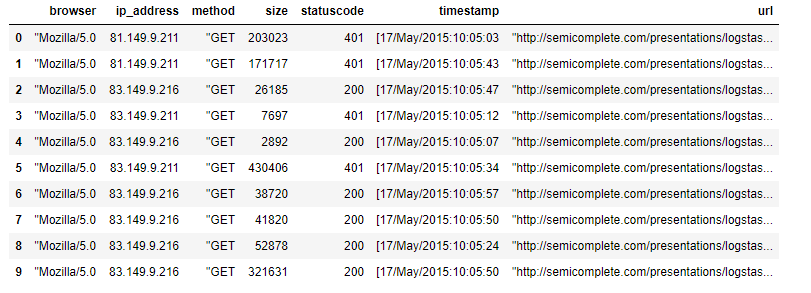 browser ip_address method size statuscode timestamp url
0 "Mozilla/5.0 81.149.9.211 "GET 203023 401 [17/May/2015:10:05:03 "http://semicomplete.com/presentations/logstas...
1 "Mozilla/5.0 81.149.9.211 "GET 171717 401 [17/May/2015:10:05:43 "http://semicomplete.com/presentations/logstas...
2 "Mozilla/5.0 83.149.9.216 "GET 26185 200 [17/May/2015:10:05:47 "http://semicomplete.com/presentations/logstas...
3 "Mozilla/5.0 83.149.9.211 "GET 7697 401 [17/May/2015:10:05:12 "http://semicomplete.com/presentations/logstas...
4 "Mozilla/5.0 83.149.9.216 "GET 2892 200 [17/May/2015:10:05:07 "http://semicomplete.com/presentations/logstas...
5 "Mozilla/5.0 83.149.9.211 "GET 430406 401 [17/May/2015:10:05:34 "http://semicomplete.com/presentations/logstas...
6 "Mozilla/5.0 83.149.9.216 "GET 38720 200 [17/May/2015:10:05:57 "http://semicomplete.com/presentations/logstas...
7 "Mozilla/5.0 83.149.9.216 "GET 41820 200 [17/May/2015:10:05:50 "http://semicomplete.com/presentations/logstas...
8 "Mozilla/5.0 83.149.9.216 "GET 52878 200 [17/May/2015:10:05:24 "http://semicomplete.com/presentations/logstas...
9 "Mozilla/5.0 83.149.9.216 "GET 321631 200 [17/May/2015:10:05:50 "http://semicomplete.com/presentations/logstas...